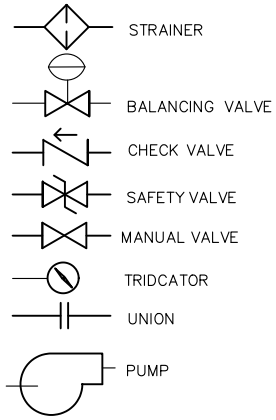 STRAINER
BALANCING VALVE
CHECK VALVE
SAFETY VALVE
MANUAL VALVE
TRIDCATOR
UNION
PUMP